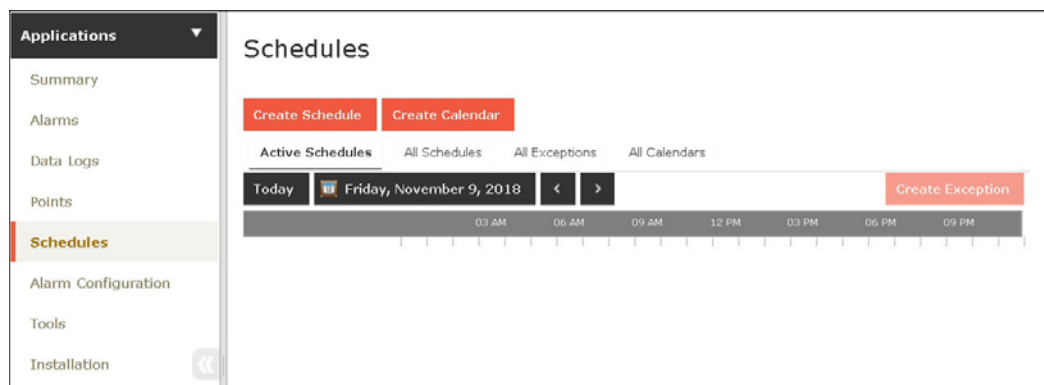 Applications
Summary
Alarms
Data Logs
Points
Schedules
Alarm Configuration
Tools
Installation
Schedules
Create Schedule Create Calendar
Active Schedules All Schedules All Exceptions All Calendars
Today Friday, November 9, 2018 < > Create Exception
03 AM 06 AM 09 AM 12 PM 03 PM 06 PM 09 PM